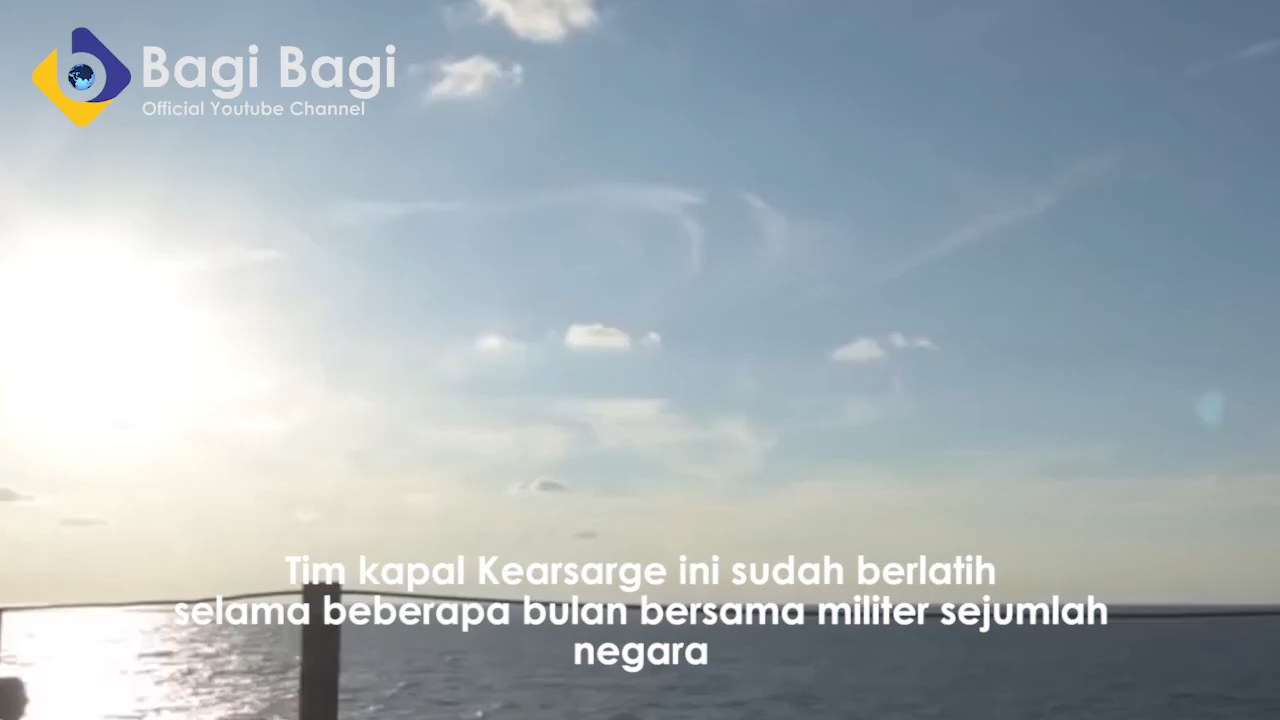 Bagi Bagi
Official Youtube Channel
Tim kapal Kearsarge ini sudah berlatih
selama beberapa bulan bersama militer sejumlah
negara